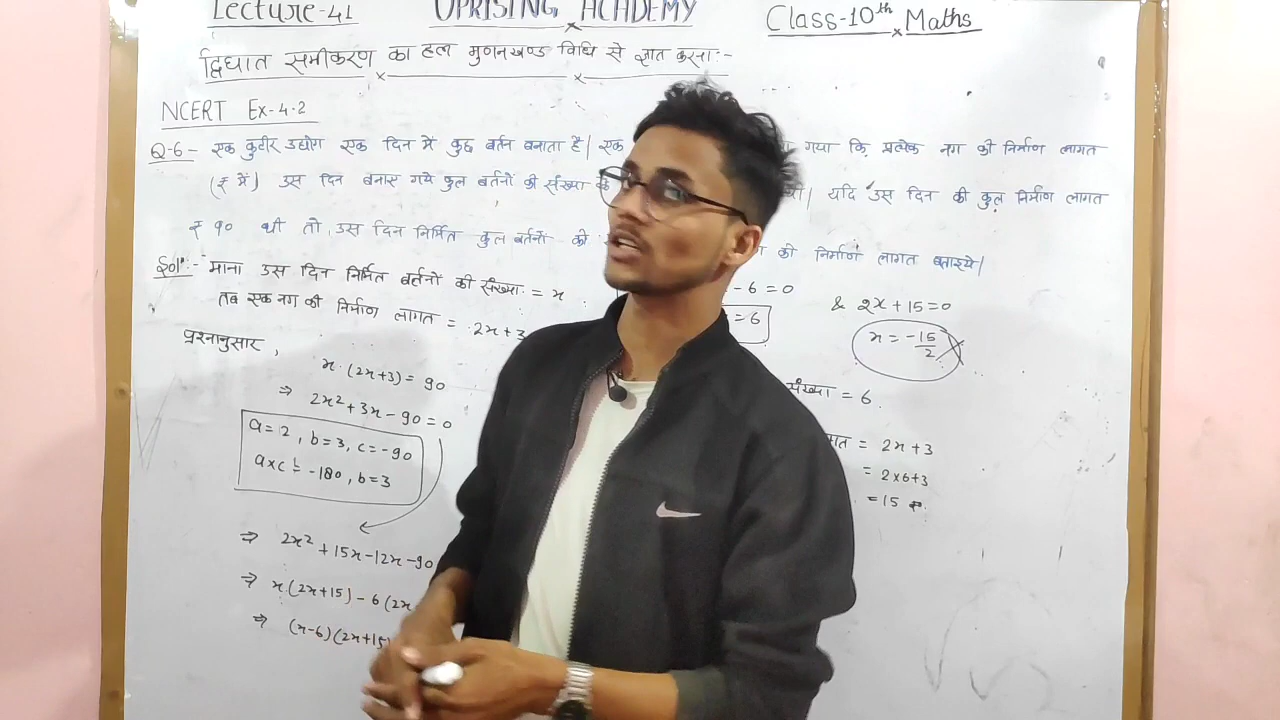 Lecture-41 UPRISING ACADEMY Class-10th Maths
द्विघात समीकरण का हल गुणनखण्ड विधि से ज्ञात करना:-
NCERT Ex-4.2
Q-6- एक कुटीर उद्योग एक दिन में कुछ बर्तन बनाता है। एक गया कि प्रत्येक नग की निर्माण लागत
(₹ में) उस दिन बनाए गये कुल बर्तनों की संख्या के थी। यदि उस दिन की कुल निर्माण लागत
₹ 90 थी तो, उस दिन निर्मित कुल बर्तनों की की निर्माण लागत बताइये।
Sol:- माना उस दिन निर्मित बर्तनों की संख्या = x
तब एक नग की निर्माण लागत = 2x+3
प्रश्नानुसार,
x.(2x+3)=90
⇒ 2x²+3x-90=0
a=2, b=3, c=-90
a×c = -180, b=3
⇒ 2x²+15x-12x-90
⇒ x(2x+15)-6(2x
⇒ (x-6)(2x+15)
-6=0 & 2x+15=0
=6 x=-15/2
संख्या = 6.
= 2x+3
= 2×6+3
=15 ₹